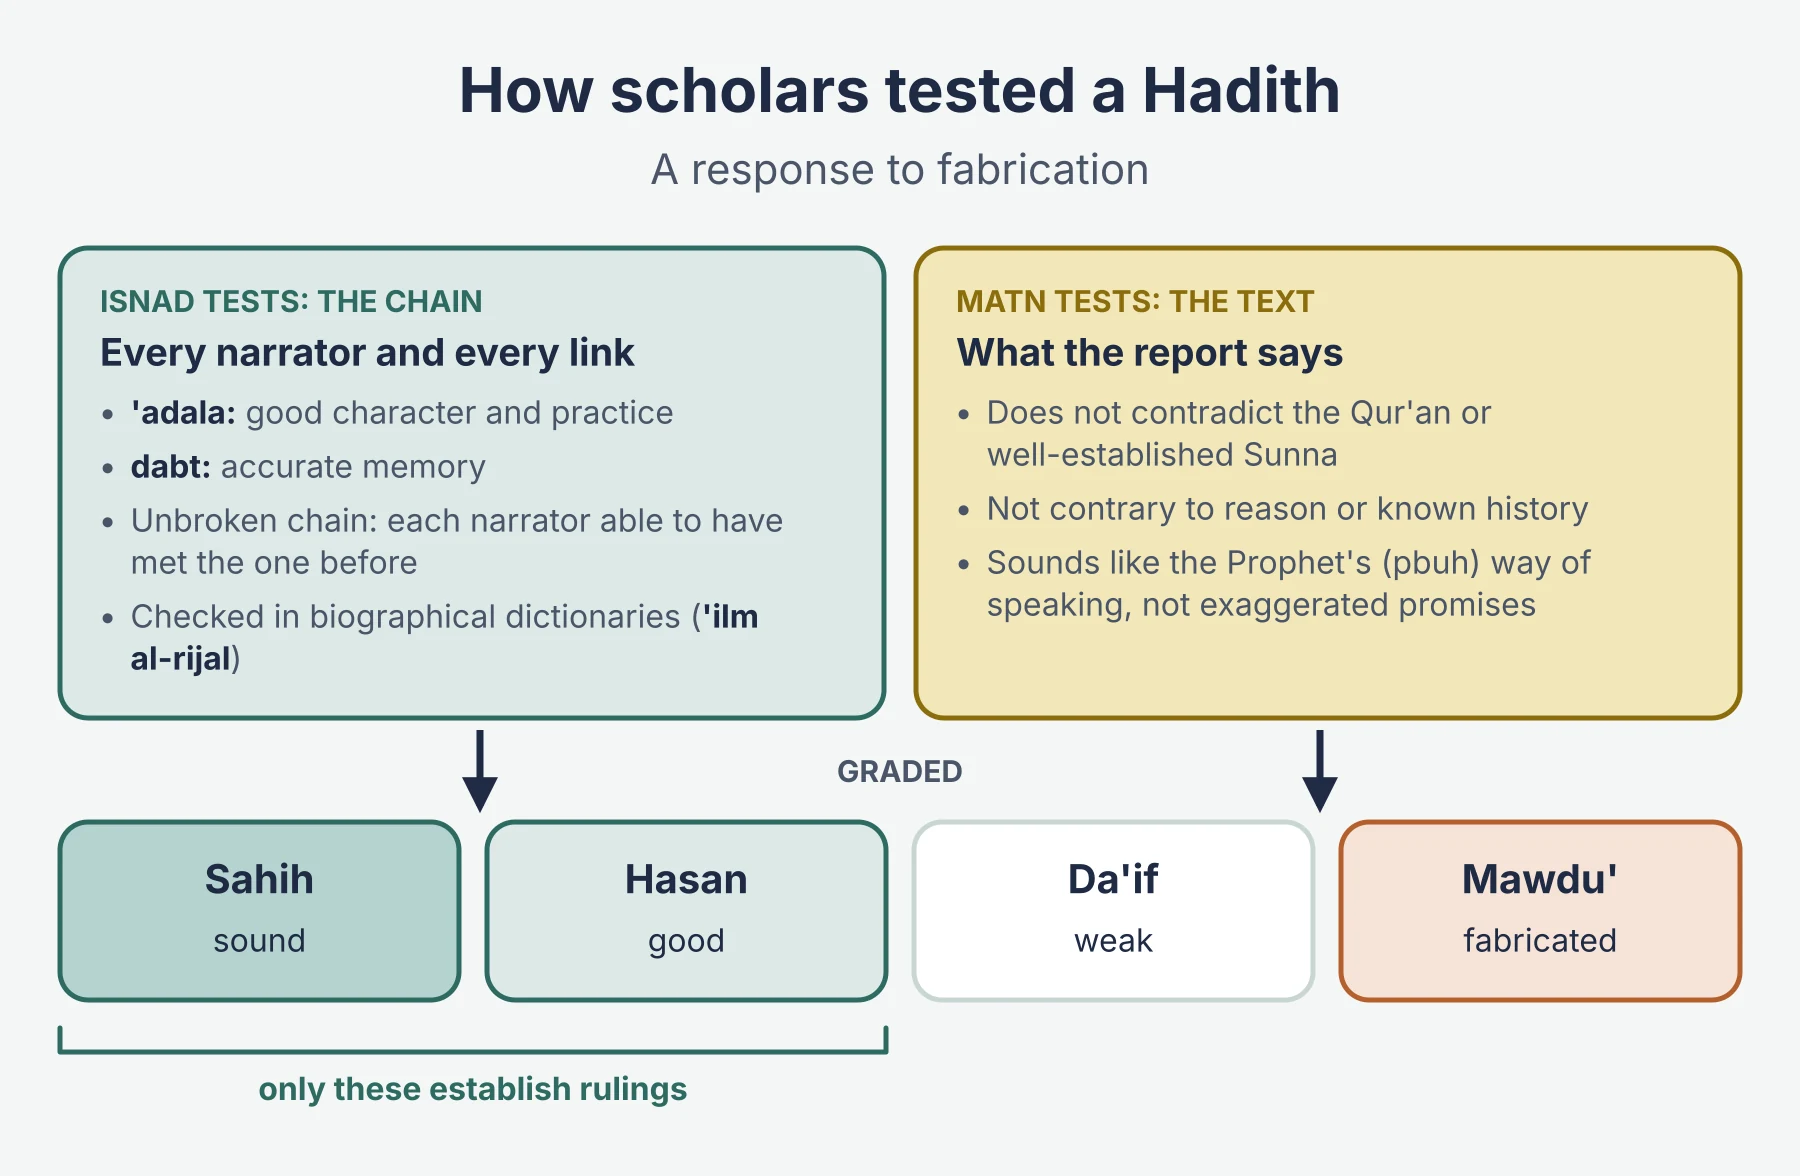 How scholars tested a Hadith
A response to fabrication
ISNAD TESTS: THE CHAIN
Every narrator and every link
• 'adala: good character and practice
• dabt: accurate memory
• Unbroken chain: each narrator able to have
met the one before
• Checked in biographical dictionaries ('ilm
al-rijal)
MATN TESTS: THE TEXT
What the report says
• Does not contradict the Qur'an or
well-established Sunna
• Not contrary to reason or known history
• Sounds like the Prophet's (pbuh) way of
speaking, not exaggerated promises
GRADED
Sahih
sound
Hasan
good
Da'if
weak
Mawdu'
fabricated
only these establish rulings